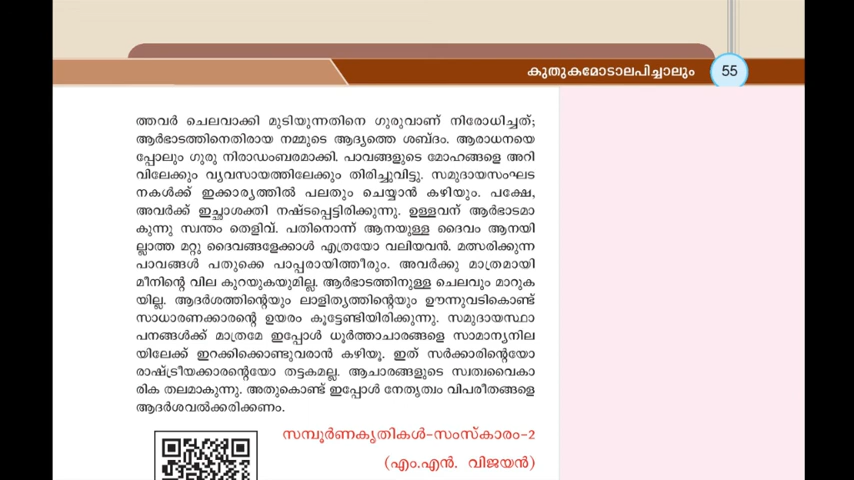 കുതുകമോടാലപിച്ചാലും 55
ത്തവർ ചെലവാക്കി മുടിയുന്നതിനെ ഗുരുവാണ് നിരോധിച്ചത്;
ആർഭാടത്തിനെതിരായ നമ്മുടെ ആദ്യത്തെ ശബ്ദം. ആരാധനയെ
പ്പോലും ഗുരു നിരാഡംബരമാക്കി. പാവങ്ങളുടെ മോഹങ്ങളെ അറി
വിലേക്കും വ്യവസായത്തിലേക്കും തിരിച്ചുവിട്ടു. സമുദായസംഘട
നകൾക്ക് ഇക്കാര്യത്തിൽ പലതും ചെയ്യാൻ കഴിയും. പക്ഷേ,
അവർക്ക് ഇച്ഛാശക്തി നഷ്ടപ്പെട്ടിരിക്കുന്നു. ഉള്ളവന് ആർഭാടമാ
കുന്നു സ്വന്തം തെളിവ്. പതിനൊന്ന് ആനയുള്ള ദൈവം ആനയി
ല്ലാത്ത മറ്റു ദൈവങ്ങളേക്കാൾ എത്രയോ വലിയവൻ. മത്സരിക്കുന്ന
പാവങ്ങൾ പതുക്കെ പാപ്പരായിത്തീരും. അവർക്കു മാത്രമായി
മീനിന്റെ വില കുറയുകയുമില്ല. ആർഭാടത്തിനുള്ള ചെലവും മാറുക
യില്ല. ആദർശത്തിന്റെയും ലാളിത്യത്തിന്റെയും ഊന്നുവടികൊണ്ട്
സാധാരണക്കാരന്റെ ഉയരം കൂട്ടേണ്ടിയിരിക്കുന്നു. സമുദായസ്ഥാ
പനങ്ങൾക്ക് മാത്രമേ ഇപ്പോൾ ധൂർത്താചാരങ്ങളെ സാമാന്യനില
യിലേക്ക് ഇറക്കിക്കൊണ്ടുവരാൻ കഴിയൂ. ഇത് സർക്കാരിന്റെയോ
രാഷ്ട്രീയക്കാരന്റെയോ തട്ടകമല്ല. ആചാരങ്ങളുടെ സ്വത്വവൈകാ
രിക തലമാകുന്നു. അതുകൊണ്ട് ഇപ്പോൾ നേതൃത്വം വിപരീതങ്ങളെ
ആദർശവൽക്കരിക്കണം.
സമ്പൂർണകൃതികൾ-സംസ്കാരം-2
(എം.എൻ. വിജയൻ)